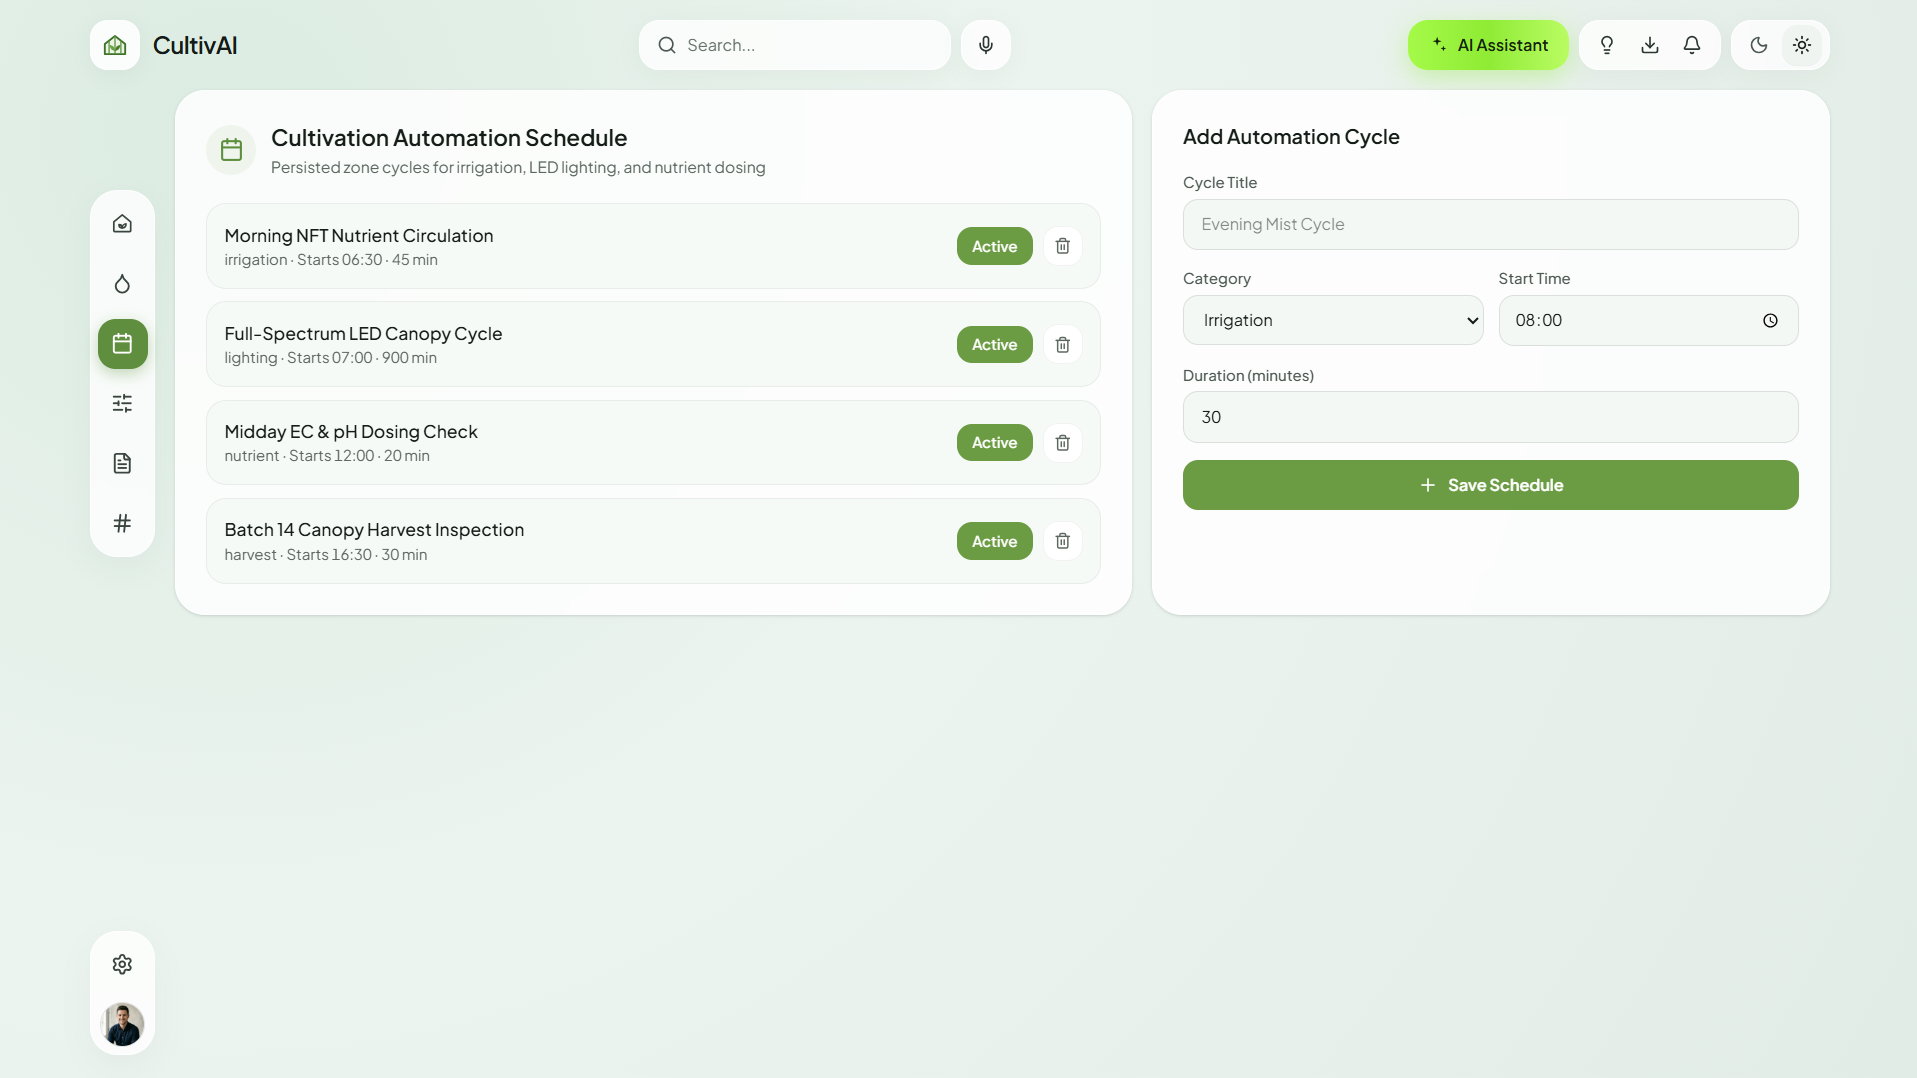 CultivAI
Search...
AI Assistant
Cultivation Automation Schedule
Persisted zone cycles for irrigation, LED lighting, and nutrient dosing
Morning NFT Nutrient Circulation
irrigation · Starts 06:30 · 45 min
Active
Full-Spectrum LED Canopy Cycle
lighting · Starts 07:00 · 900 min
Active
Midday EC & pH Dosing Check
nutrient · Starts 12:00 · 20 min
Active
Batch 14 Canopy Harvest Inspection
harvest · Starts 16:30 · 30 min
Active
Add Automation Cycle
Cycle Title
Evening Mist Cycle
Category
Start Time
Irrigation
08:00
Duration (minutes)
30
Save Schedule